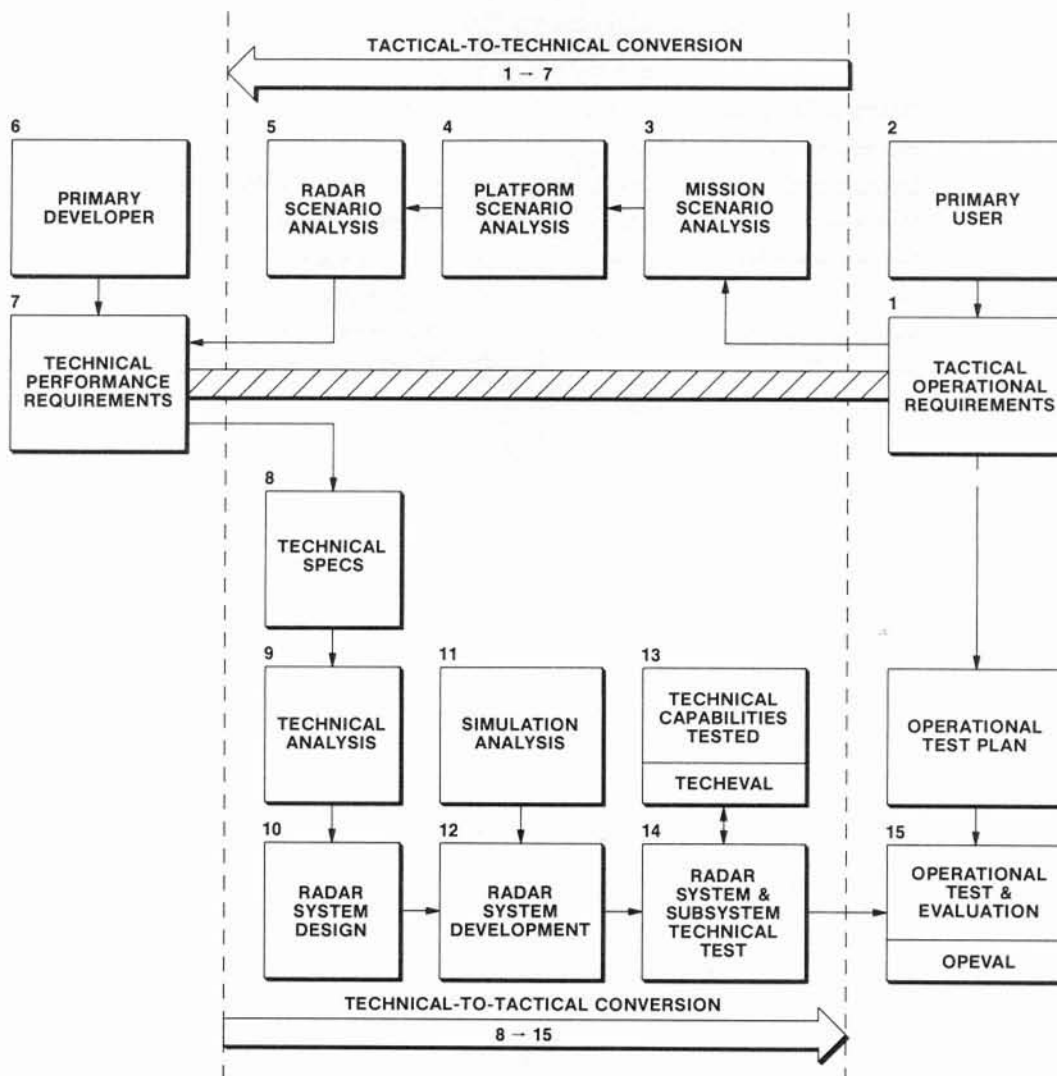 TACTICAL-TO-TECHNICAL CONVERSION
1 → 7
6
PRIMARY
DEVELOPER
5
RADAR
SCENARIO
ANALYSIS
4
PLATFORM
SCENARIO
ANALYSIS
3
MISSION
SCENARIO
ANALYSIS
2
PRIMARY
USER
7
TECHNICAL
PERFORMANCE
REQUIREMENTS
1
TACTICAL
OPERATIONAL
REQUIREMENTS
8
TECHNICAL
SPECS
9
TECHNICAL
ANALYSIS
11
SIMULATION
ANALYSIS
13
TECHNICAL
CAPABILITIES
TESTED
TECHEVAL
OPERATIONAL
TEST PLAN
10
RADAR
SYSTEM
DESIGN
12
RADAR
SYSTEM
DEVELOPMENT
14
RADAR
SYSTEM &
SUBSYSTEM
TECHNICAL
TEST
15
OPERATIONAL
TEST &
EVALUATION
OPEVAL
TECHNICAL-TO-TACTICAL CONVERSION
8 → 15